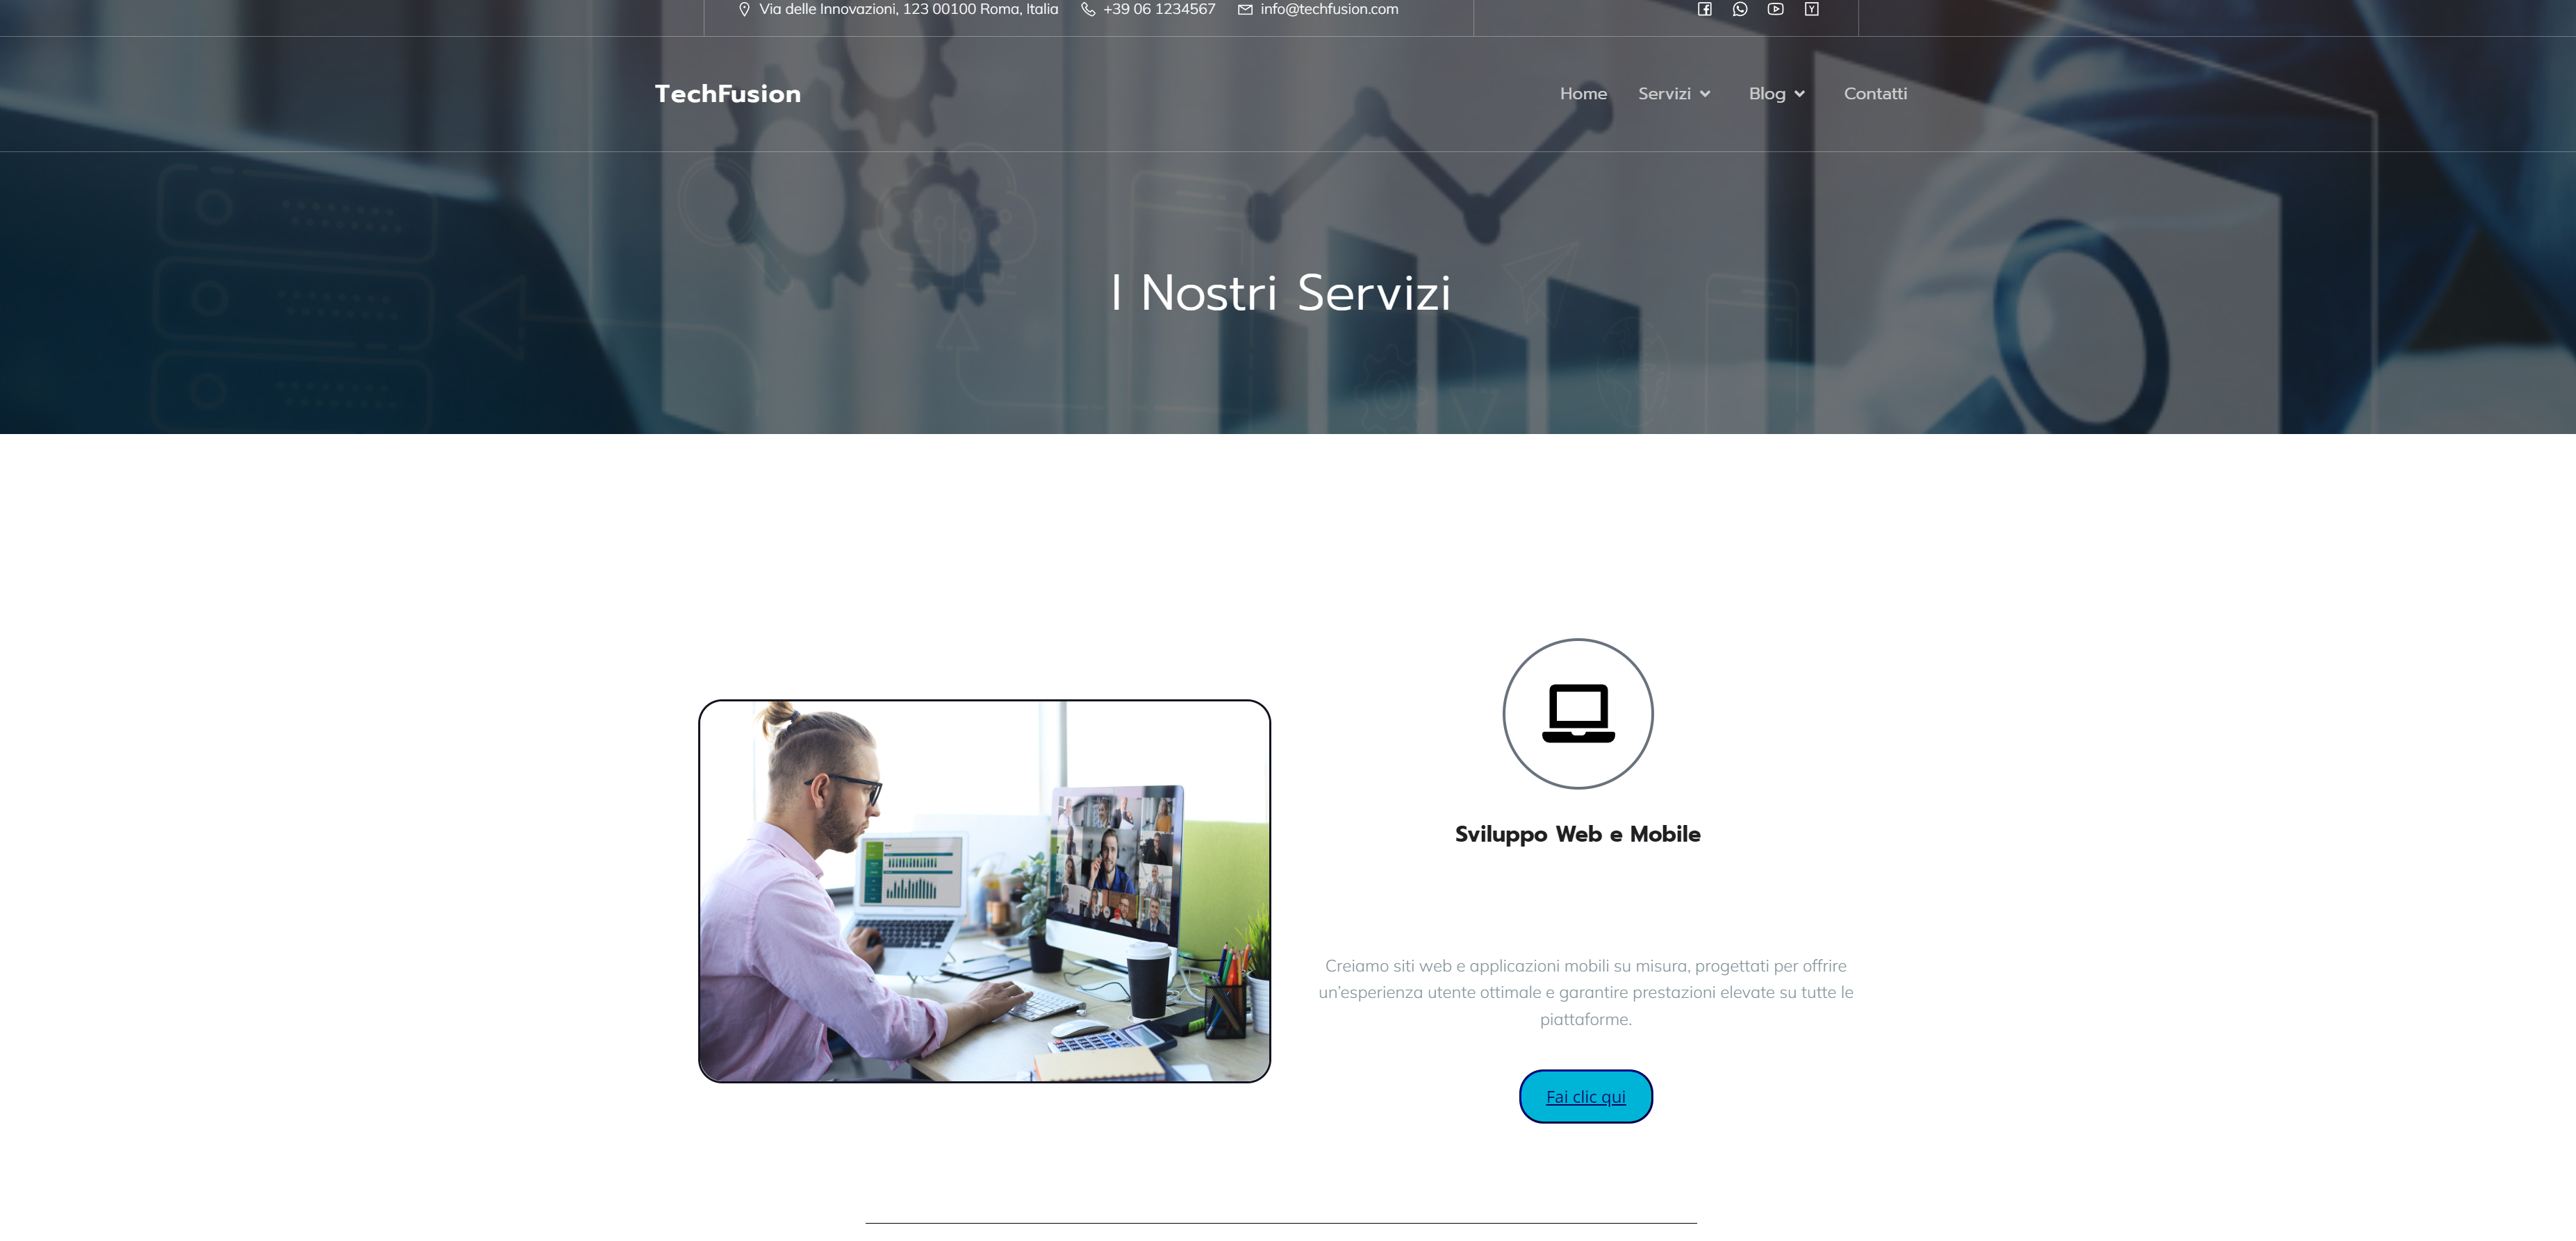 Via delle Innovazioni, 123 00100 Roma, Italia
+39 06 1234567
info@techfusion.com
TechFusion
Home
Servizi
Blog
Contatti
I Nostri Servizi
Sviluppo Web e Mobile
Creiamo siti web e applicazioni mobili su misura, progettati per offrire
un’esperienza utente ottimale e garantire prestazioni elevate su tutte le
piattaforme.
Fai clic qui